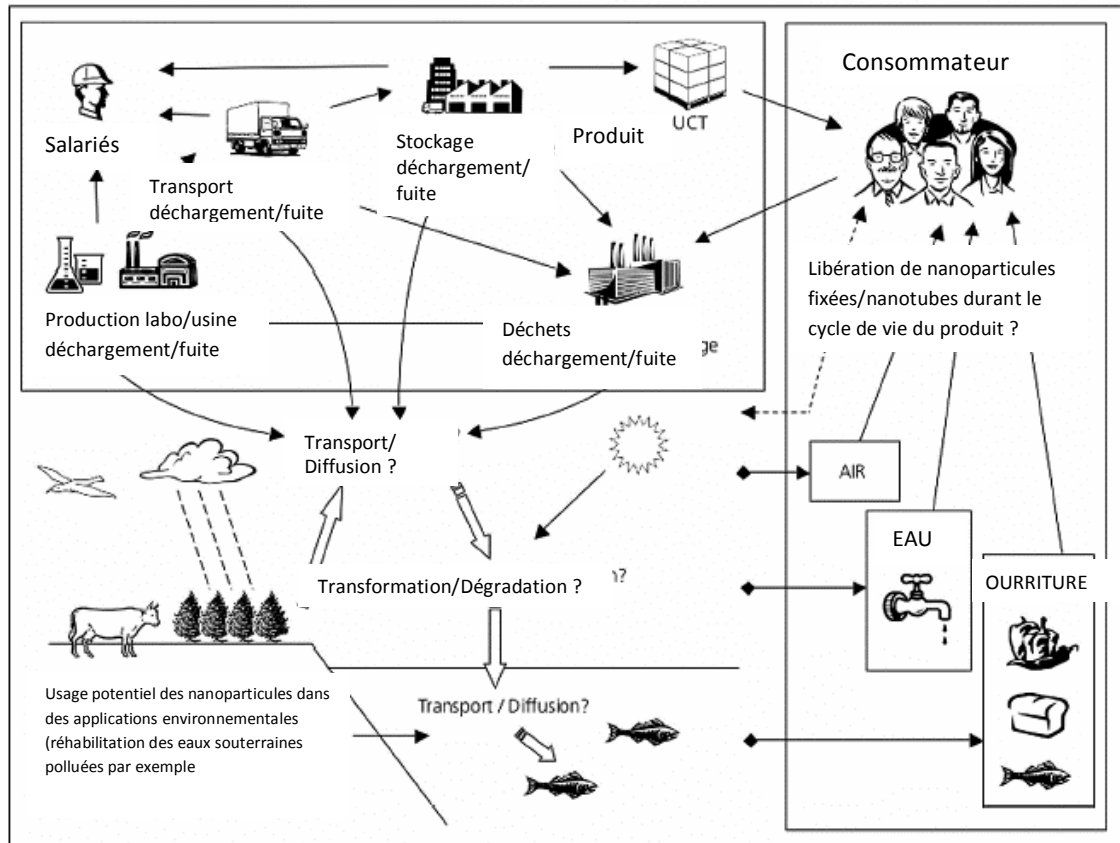 Salariés
Transport
déchargement/fuite
Stockage
déchargement/
fuite
Produit
UCT
Consommateur
Production labo/usine
déchargement/fuite
Déchets
déchargement/fuite
ge
Libération de nanoparticules
fixées/nanotubes durant le
cycle de vie du produit ?
Transport/
Diffusion ?
AIR
EAU
OURRITURE
Transformation/Dégradation ?
n?
Usage potentiel des nanoparticules dans
des applications environnementales
(réhabilitation des eaux souterraines
polluées par exemple
Transport / Diffusion?